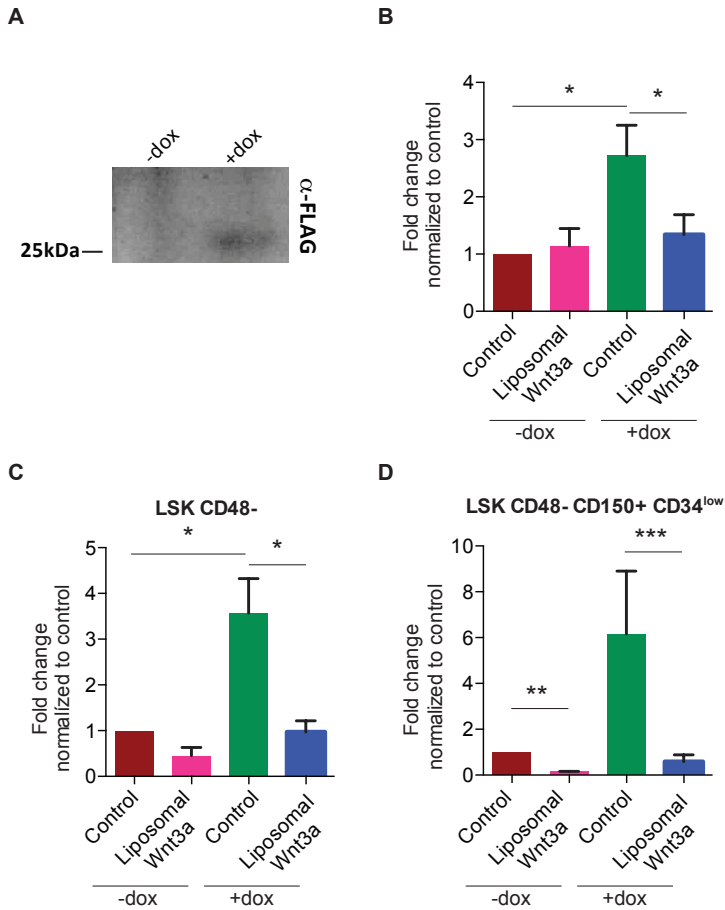 A
-dox
+dox
25kDa
α-FLAG
B
Fold change
normalized to control
4
3
2
1
0
*
*
Control
Liposomal
Wnt3a
Control
Liposomal
Wnt3a
-dox
+dox
C
LSK CD48-
Fold change
normalized to control
5
4
3
2
1
0
*
*
Control
Liposomal
Wnt3a
Control
Liposomal
Wnt3a
-dox
+dox
D
LSK CD48- CD150+ CD34low
Fold change
normalized to control
10
8
6
4
2
0
**
***
Control
Liposomal
Wnt3a
Control
Liposomal
Wnt3a
-dox
+dox